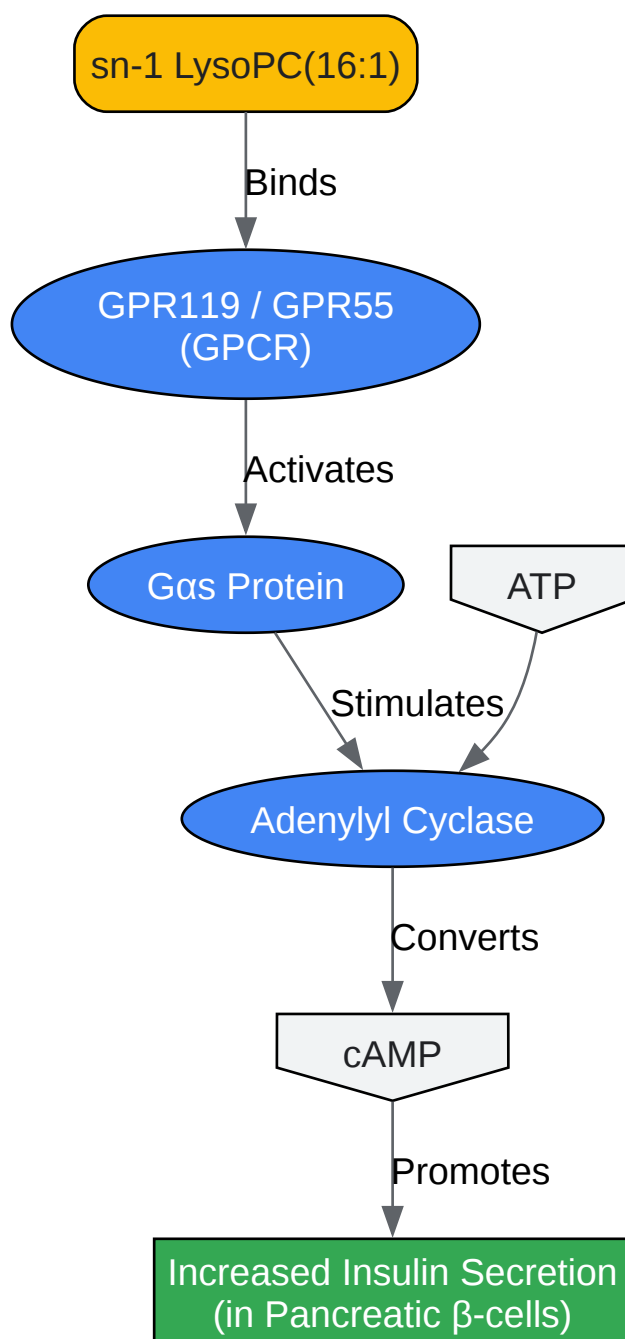 sn-1 LysoPC(16:1)
Binds
GPR119 / GPR55
(GPCR)
Activates
Gαs Protein
ATP
Stimulates
Adenylyl Cyclase
Converts
cAMP
Promotes
Increased Insulin Secretion
(in Pancreatic β-cells)